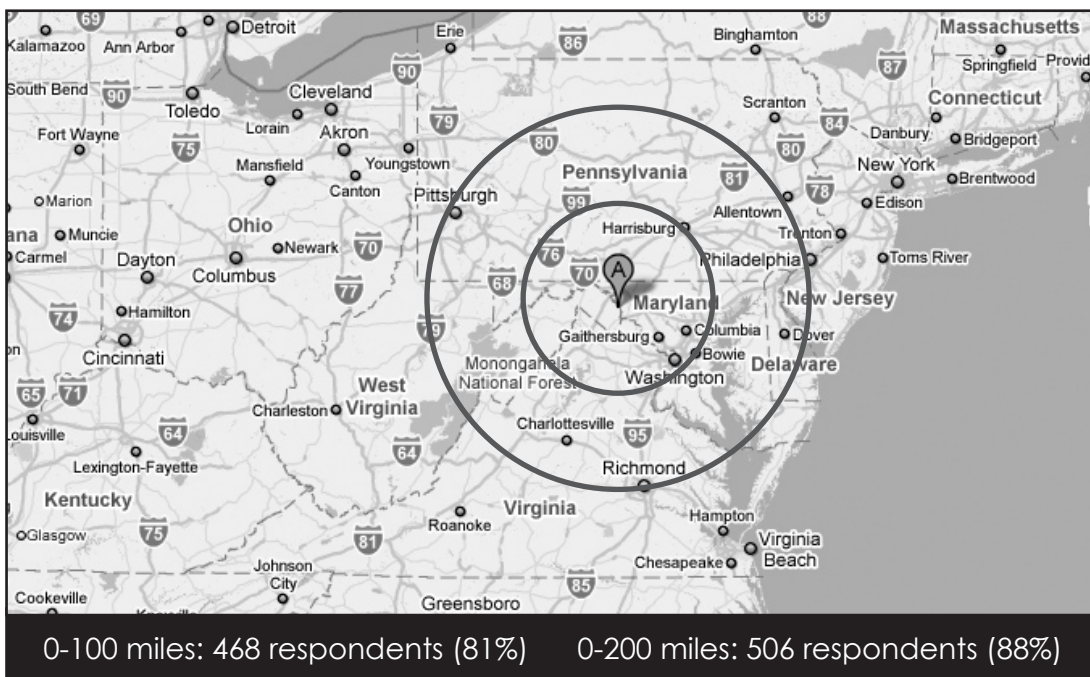 69
88
Massachusetts
Kalamazoo
Ann Arbor
Detroit
Erie
86
Binghamton
87
Springfield
Provid
South Bend
90
Toledo
Cleveland
90
Scranton
Connecticut
Lorain
79
84
Danbury
Fort Wayne
75
Akron
80
Bridgeport
Mansfield
Youngstown
80
New York
Canton
Pennsylvania
81
78
Brentwood
Marion
Pittsburgh
99
Allentown
Edison
ana
Muncie
Ohio
Newark
70
Harrisburg
Trenton
Carmel
Dayton
Columbus
76
70
A
Philadelphia
Toms River
77
68
Maryland
New Jersey
74
Hamilton
79
Gaithersburg
Columbia
Dover
on
Cincinnati
Bowie
Mononganela
National Forest
Washington
Delaware
65
71
West
Virginia
Charleston
Charlottesville
Louisville
64
64
95
Lexington-Fayette
Richmond
Kentucky
Virginia
Glasgow
75
Roanoke
Hampton
81
Virginia
Beach
Chesapeake
Johnson
City
85
Cookeville
Greensboro
0-100 miles: 468 respondents (81%)
0-200 miles: 506 respondents (88%)